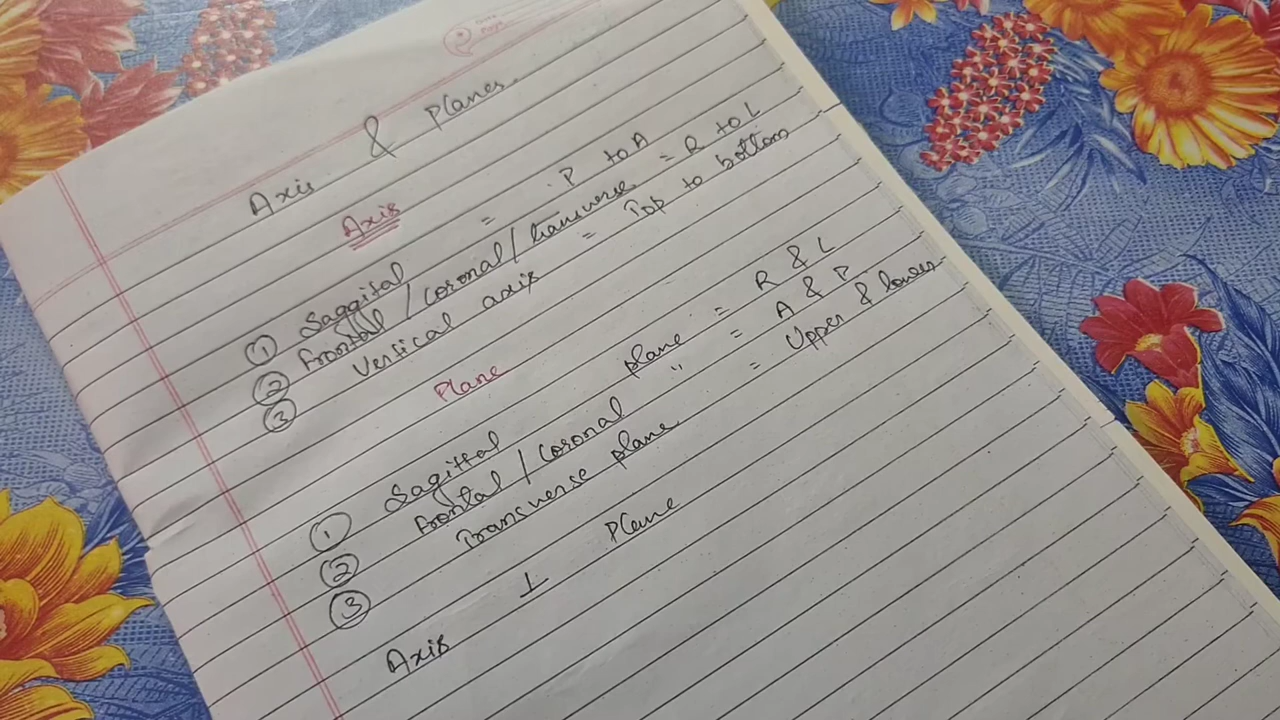 Axis & Planes.
Axis
① Saggital = P to A
② Frontal / Coronal / transverse = R to L
③ Vertical axis = Top to bottom
Plane
① Sagittal plane = R & L
② Frontal / Coronal " = A & P
③ Transverse plane = Upper & lower
Axis ⊥ Plane